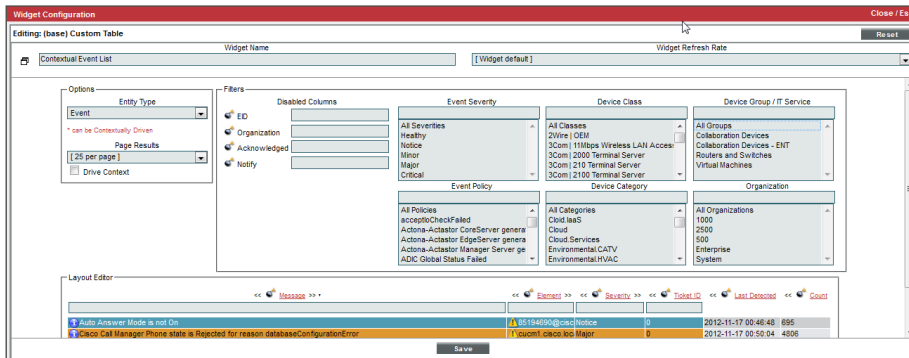 Widget Configuration
Close / Es
Editing: (base) Custom Table
Reset
Widget Name
Widget Refresh Rate
Contextual Event List
[ Widget default ]
Options
Entity Type
Event
* can be Contextually Driven
Page Results
[ 25 per page ]
Drive Context
Filters
Disabled Columns
EID
Organization
Acknowledged
Notify
Event Severity
All Severities
Healthy
Notice
Minor
Major
Critical
Device Class
All Classes
2Wire | OEM
3Com | 11Mbps Wireless LAN Access
3Com | 2000 Terminal Server
3Com | 210 Terminal Server
3Com | 2100 Terminal Server
Device Group / IT Service
All Groups
Collaboration Devices
Collaboration Devices - ENT
Routers and Switches
Virtual Machines
Event Policy
All Policies
acceptIoCheckFailed
Actona-Actastor CoreServer genera
Actona-Actastor EdgeServer genera
Actona-Actastor Manager Server ge
ADIC Global Status Failed
Device Category
All Categories
Cloid.IaaS
Cloud
Cloud.Services
Environmental.CATV
Environmental.HVAC
Organization
All Organizations
1000
2500
500
Enterprise
System
Layout Editor
<< Message >> •
<< Element >>
<< Severity >>
<< Ticket ID
<< Last Detected
<< Count
Auto Answer Mode is not On
85194690@cisc
Notice
0
2012-11-17 00:46:48
695
Cisco Call Manager Phone state is Rejected for reason databaseConfigurationError
cucm1.cisco.loc
Major
0
2012-11-17 00:50:04
4806
Save